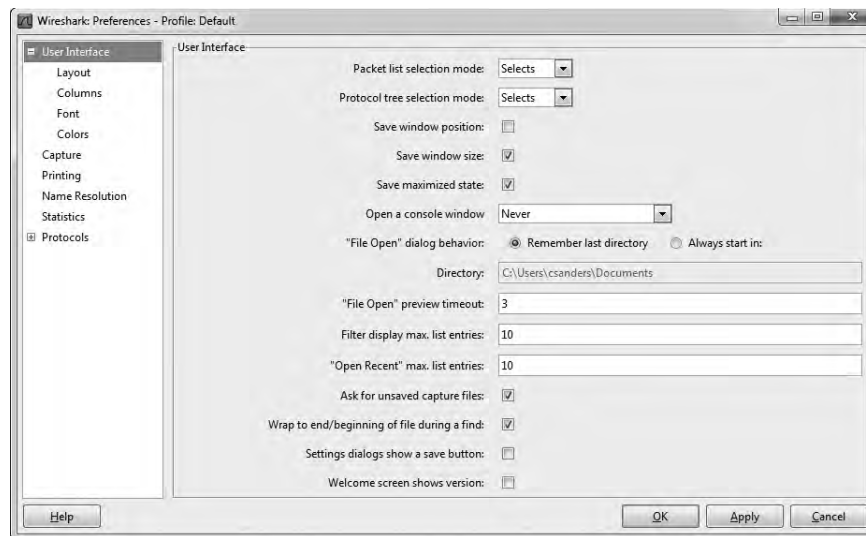 Wireshark: Preferences - Profile: Default
User Interface
Layout
Columns
Font
Colors
Capture
Printing
Name Resolution
Statistics
Protocols
User Interface
Packet list selection mode: Selects
Protocol tree selection mode: Selects
Save window position:
Save window size:
Save maximized state:
Open a console window Never
"File Open" dialog behavior: Remember last directory Always start in:
Directory: C:\Users\csanders\Documents
"File Open" preview timeout: 3
Filter display max. list entries: 10
"Open Recent" max. list entries: 10
Ask for unsaved capture files:
Wrap to end/beginning of file during a find:
Settings dialogs show a save button:
Welcome screen shows version:
Help OK Apply Cancel